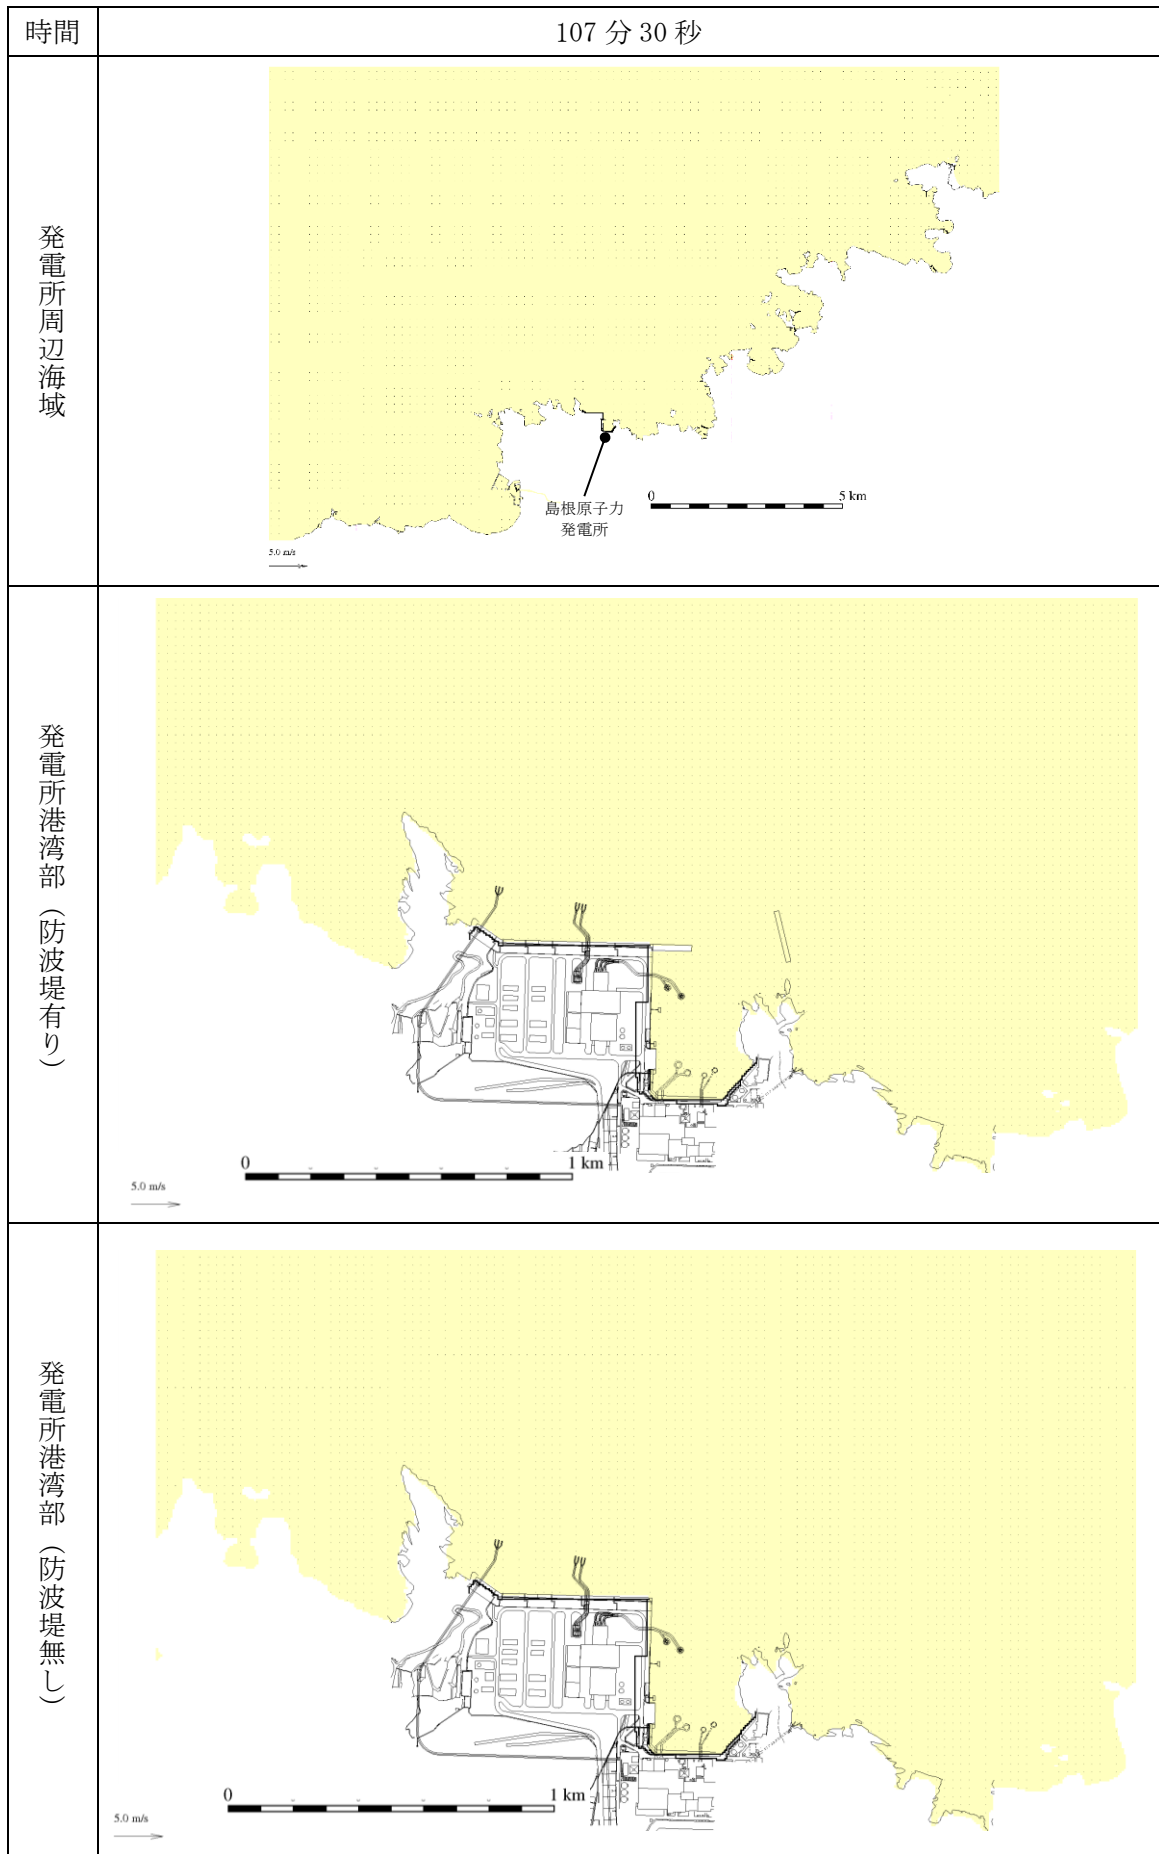 時間
107 分 30 秒
発電所周辺海域
島根原子力
発電所
0
5 km
5.0 m/s
発電所港湾部（防波堤有り）
0
1 km
5.0 m/s
発電所港湾部（防波堤無し）
0
1 km
5.0 m/s